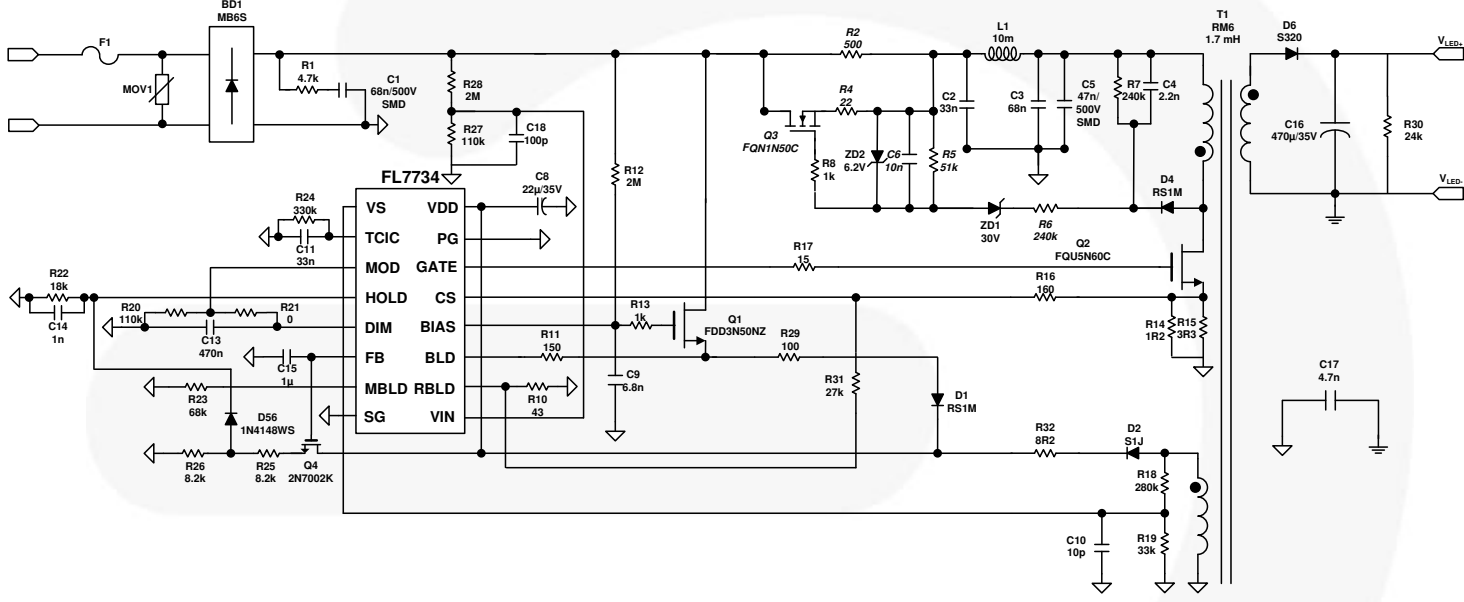 BD1
MB6S
F1
MOV1
R1
4.7k
C1
68n/500V
SMD
R28
2M
R27
110k
C18
100p
R12
2M
R2
500
Q3
FQN1N50C
R4
22
R8
1k
ZD2
6.2V
C6
10n
R5
51k
C2
33n
L1
10m
C3
68n
C5
47n/
500V
SMD
R7
240k
C4
2.2n
T1
RM6
1.7 mH
D6
S320
C16
470µ/35V
R30
24k
VLED+
VLED-
ZD1
30V
R6
240k
D4
RS1M
Q2
FQU5N60C
FL7734
VS
TCIC
MOD
HOLD
DIM
FB
MBLD
SG
VDD
PG
GATE
CS
BIAS
BLD
RBLD
VIN
C8
22µ/35V
R24
330k
C11
33n
R22
18k
C14
1n
R20
110k
R21
0
C13
470n
C15
1µ
R23
68k
D56
1N4148WS
R26
8.2k
R25
8.2k
Q4
2N7002K
R17
15
R16
160
R13
1k
Q1
FDD3N50NZ
R11
150
R29
100
R10
43
C9
6.8n
R31
27k
D1
RS1M
R14
1R2
R15
3R3
C17
4.7n
R32
8R2
D2
S1J
R18
280k
R19
33k
C10
10p